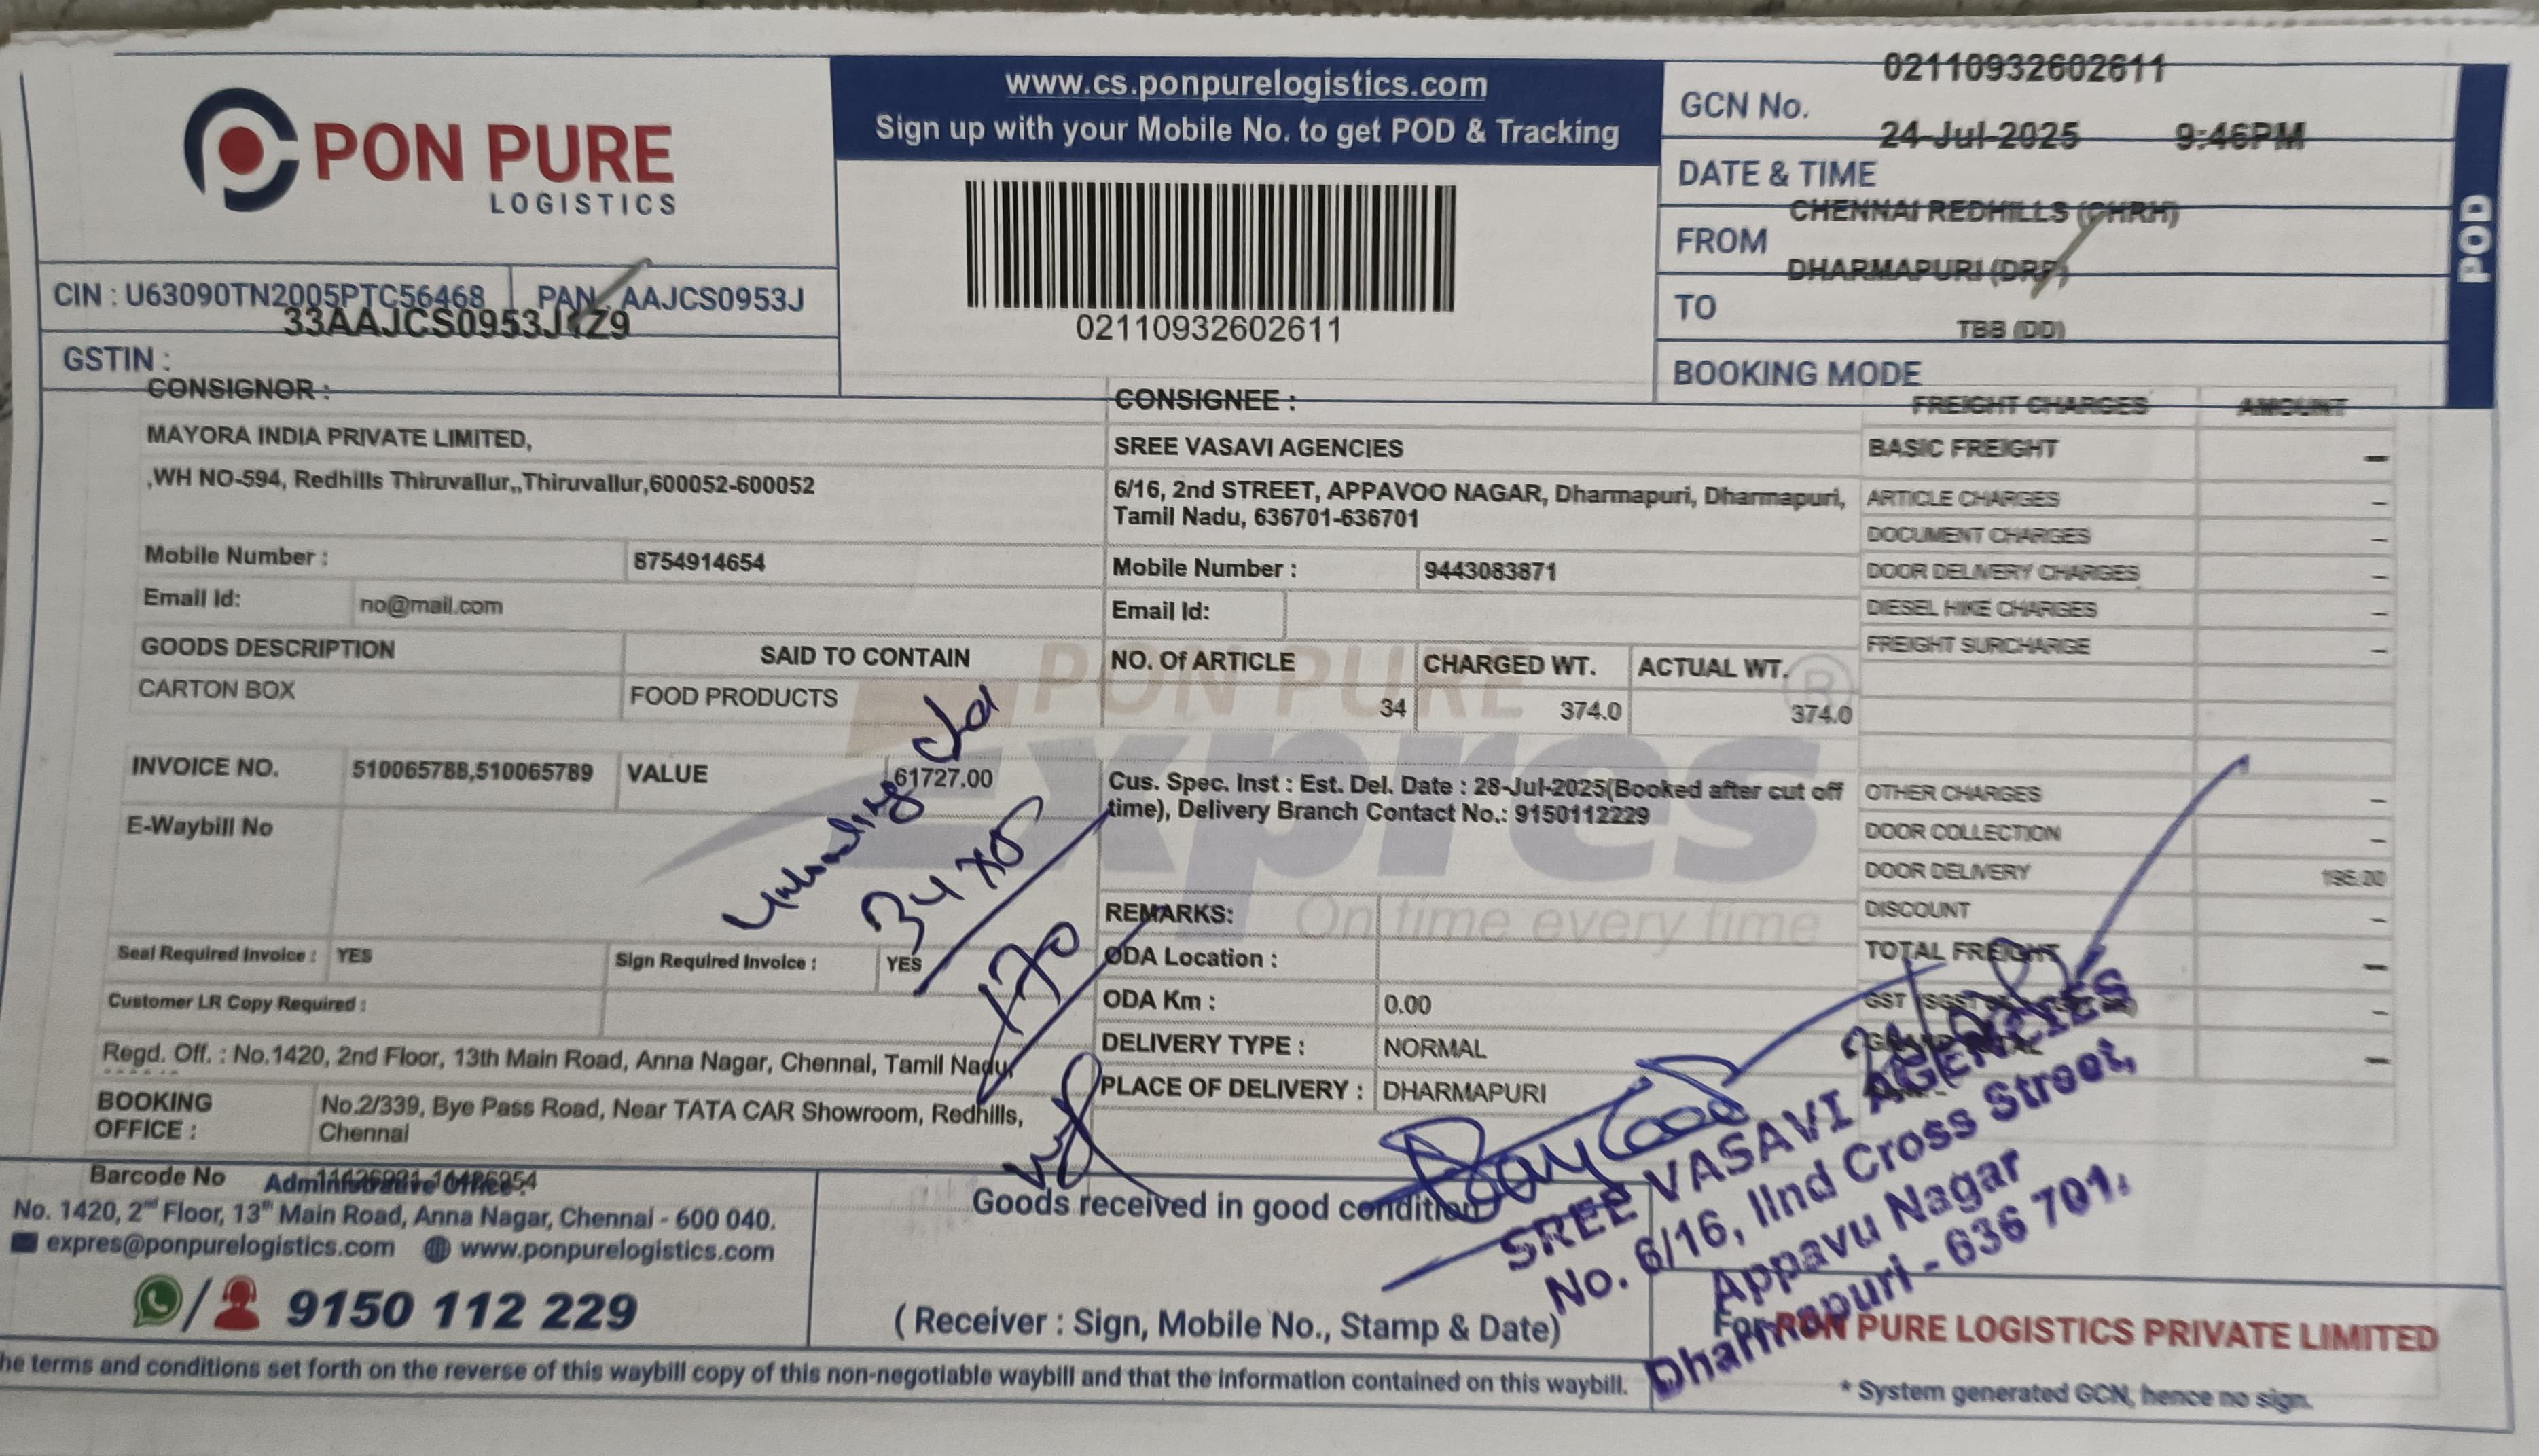 PON PURE
LOGISTICS
www.cs.ponpurelogistics.com
Sign up with your Mobile No. to get POD & Tracking
02110932602611
GCN No. 02110932602611
DATE & TIME 24-Jul-2025 9:46PM
FROM CHENNAI REDHILLS (CHRH)
TO DHARMAPURI (DRP)
BOOKING MODE TBB (DD)
POD
CIN : U63090TN2005PTC56468 PAN : AAJCS0953J
GSTIN : 33AAJCS0953J1Z9
CONSIGNOR :
MAYORA INDIA PRIVATE LIMITED,
,WH NO-594, Redhills Thiruvallur,,Thiruvallur,600052-600052
Mobile Number : 8754914654
Email Id: no@mail.com
CONSIGNEE :
SREE VASAVI AGENCIES
6/16, 2nd STREET, APPAVOO NAGAR, Dharmapuri, Dharmapuri,
Tamil Nadu, 636701-636701
Mobile Number : 9443083871
Email Id:
GOODS DESCRIPTION SAID TO CONTAIN NO. Of ARTICLE CHARGED WT. ACTUAL WT.
CARTON BOX FOOD PRODUCTS 34 374.0 374.0
PON PURE
Expres
On time every time
INVOICE NO. 510065788,510065789 VALUE 61727.00
E-Waybill No
Cus. Spec. Inst : Est. Del. Date : 28-Jul-2025(Booked after cut off
time), Delivery Branch Contact No.: 9150112229
34 x 5
170
Seal Required Invoice : YES Sign Required Invoice : YES
Customer LR Copy Required :
REMARKS:
ODA Location :
ODA Km : 0.00
DELIVERY TYPE : NORMAL
PLACE OF DELIVERY : DHARMAPURI
FREIGHT CHARGES AMOUNT
BASIC FREIGHT –
ARTICLE CHARGES –
DOCUMENT CHARGES –
DOOR DELIVERY CHARGES –
DIESEL HIKE CHARGES –
FREIGHT SURCHARGE –
OTHER CHARGES –
DOOR COLLECTION –
DOOR DELIVERY 195.00
DISCOUNT –
TOTAL FREIGHT –
GST –
Regd. Off. : No.1420, 2nd Floor, 13th Main Road, Anna Nagar, Chennai, Tamil Nadu,
BOOKING OFFICE : No.2/339, Bye Pass Road, Near TATA CAR Showroom, Redhills,
Chennai
Barcode No
Administrative Office :
No. 1420, 2nd Floor, 13th Main Road, Anna Nagar, Chennai - 600 040.
expres@ponpurelogistics.com www.ponpurelogistics.com
9150 112 229
Goods received in good condition
( Receiver : Sign, Mobile No., Stamp & Date)
SREE VASAVI AGENCIES
No. 6/16, IInd Cross Street,
Appavu Nagar
Dharmapuri - 636 701.
For PON PURE LOGISTICS PRIVATE LIMITED
* System generated GCN, hence no sign.
he terms and conditions set forth on the reverse of this waybill copy of this non-negotiable waybill and that the information contained on this waybill.